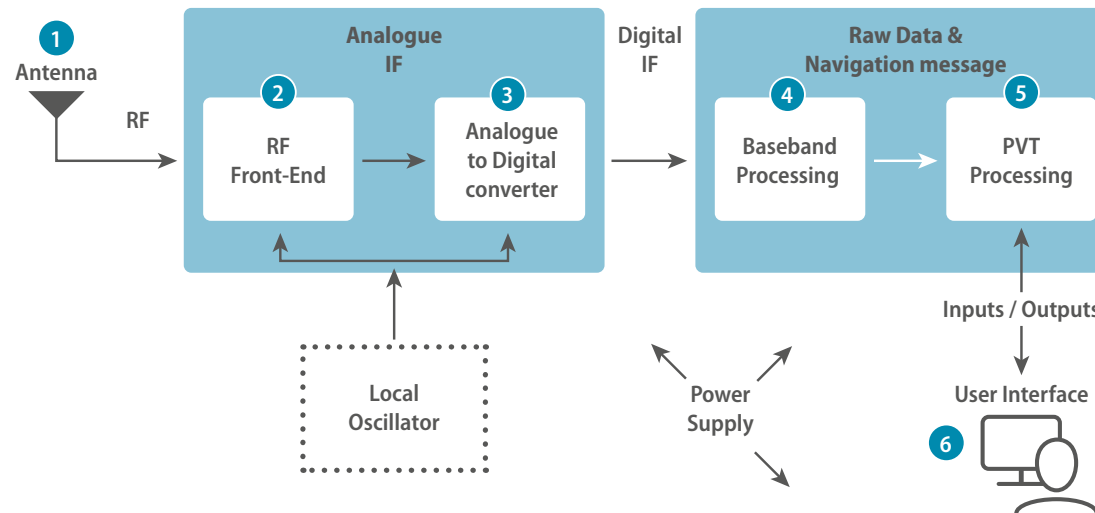 1
Antenna
RF
Analogue
IF
2
RF
Front-End
3
Analogue
to Digital
converter
Digital
IF
Raw Data &
Navigation message
4
Baseband
Processing
5
PVT
Processing
Local
Oscillator
Power
Supply
Inputs / Outputs
User Interface
6